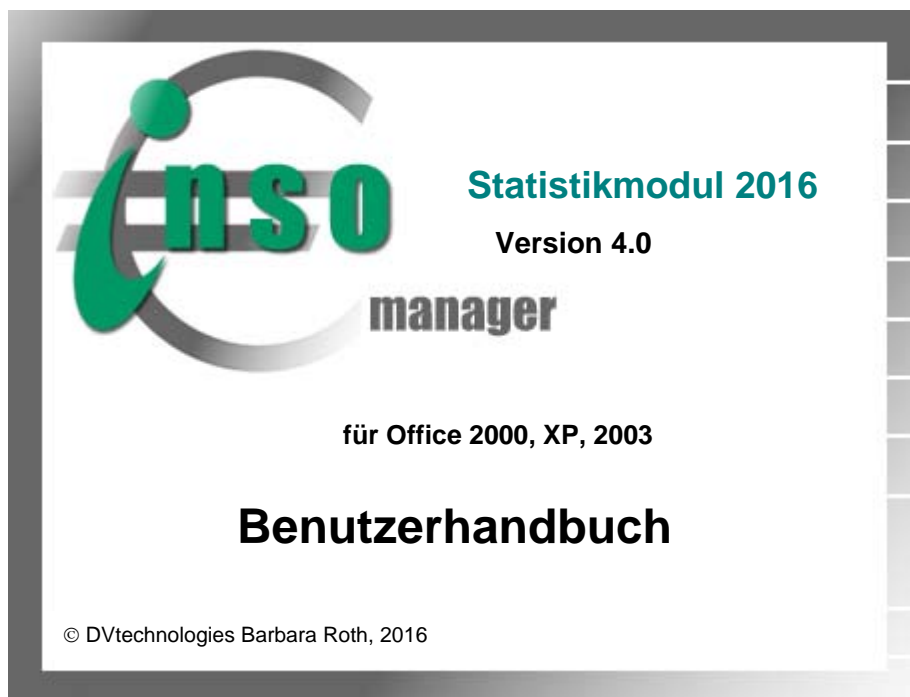 inso
manager
Statistikmodul 2016
Version 4.0
für Office 2000, XP, 2003
Benutzerhandbuch
© DVtechnologies Barbara Roth, 2016